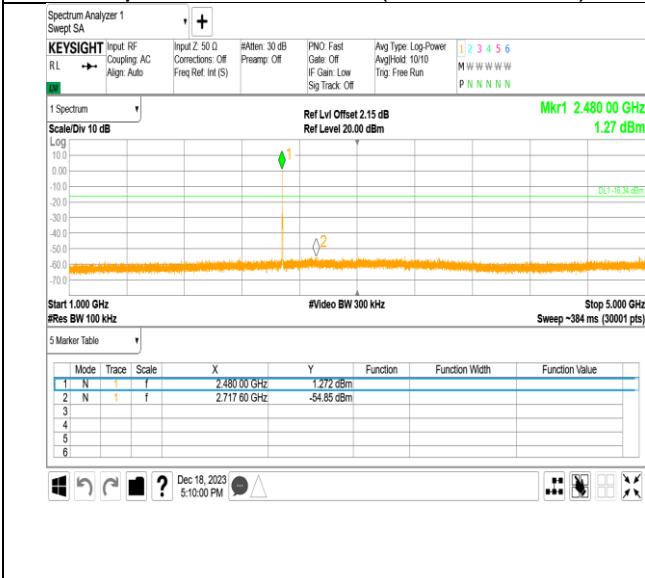 Spectrum Analyzer 1
Swept SA
KEYSIGHT Input: RF Input Z: 50 Ω #Atten: 30 dB PNO: Fast Avg Type: Log-Power 1 2 3 4 5 6
RL Coupling: AC Corrections: Off Preamp: Off Gate: Off Avg|Hold: 10/10 M W W W W W
Align: Auto Freq Ref: Int (S) IF Gain: Low Trig: Free Run
Sig Track: Off P N N N N N
1 Spectrum Ref Lvl Offset 2.15 dB Mkr1 2.480 00 GHz
Scale/Div 10 dB Ref Level 20.00 dBm 1.27 dBm
Log
10.0
1
0.00
-10.0
DL1 -16.34 dBm
-20.0
-30.0
-40.0
2
-50.0
-60.0
-70.0
Start 1.000 GHz #Video BW 300 kHz Stop 5.000 GHz
#Res BW 100 kHz Sweep ~384 ms (30001 pts)
5 Marker Table
Mode Trace Scale X Y Function Function Width Function Value
1 N 1 f 2.480 00 GHz 1.272 dBm
2 N 1 f 2.717 60 GHz -54.85 dBm
3
4
5
6
? Dec 18, 2023
5:10:00 PM